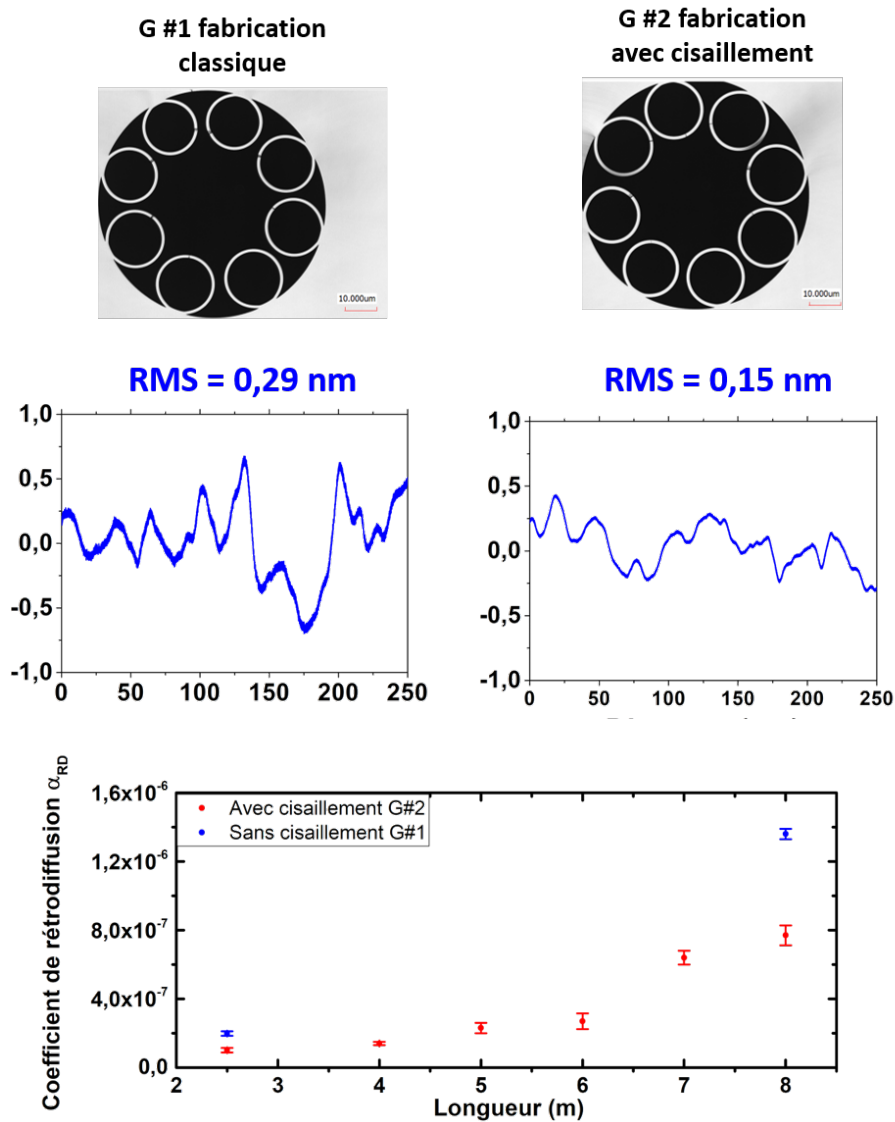 G #1 fabrication
classique
G #2 fabrication
avec cisaillement
10.000um
10.000um
RMS = 0,29 nm
RMS = 0,15 nm
1,0
0,5
0,0
-0,5
-1,0
0 50 100 150 200 250
1,0
0,5
0,0
-0,5
-1,0
0 50 100 150 200 250
Coefficient de rétrodiffusion αRD
1,6x10-6
1,2x10-6
8,0x10-7
4,0x10-7
0,0
Avec cisaillement G#2
Sans cisaillement G#1
2 3 4 5 6 7 8
Longueur (m)